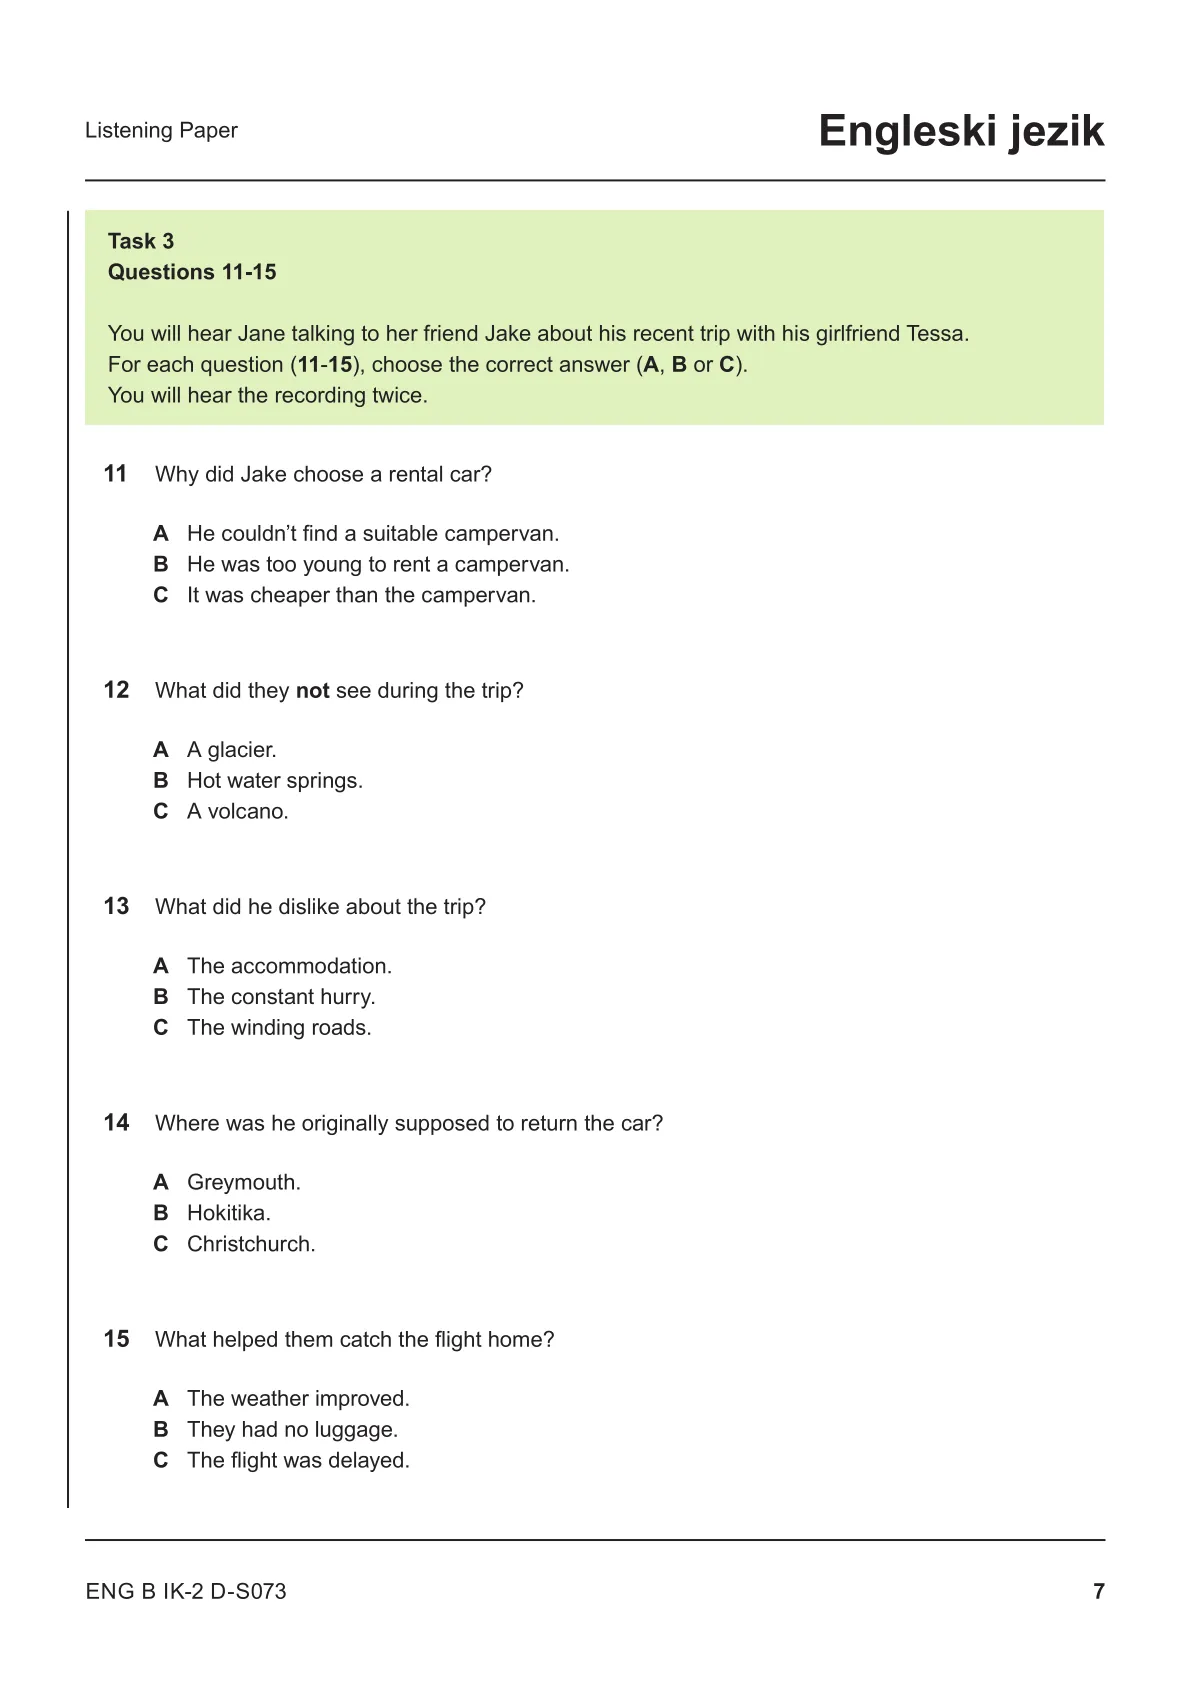 Listening Paper
Engleski jezik
Task 3
Questions 11-15
You will hear Jane talking to her friend Jake about his recent trip with his girlfriend Tessa.
For each question (11-15), choose the correct answer (A, B or C).
You will hear the recording twice.
11 Why did Jake choose a rental car?
A He couldn’t find a suitable campervan.
B He was too young to rent a campervan.
C It was cheaper than the campervan.
12 What did they not see during the trip?
A A glacier.
B Hot water springs.
C A volcano.
13 What did he dislike about the trip?
A The accommodation.
B The constant hurry.
C The winding roads.
14 Where was he originally supposed to return the car?
A Greymouth.
B Hokitika.
C Christchurch.
15 What helped them catch the flight home?
A The weather improved.
B They had no luggage.
C The flight was delayed.
ENG B IK-2 D-S073
7